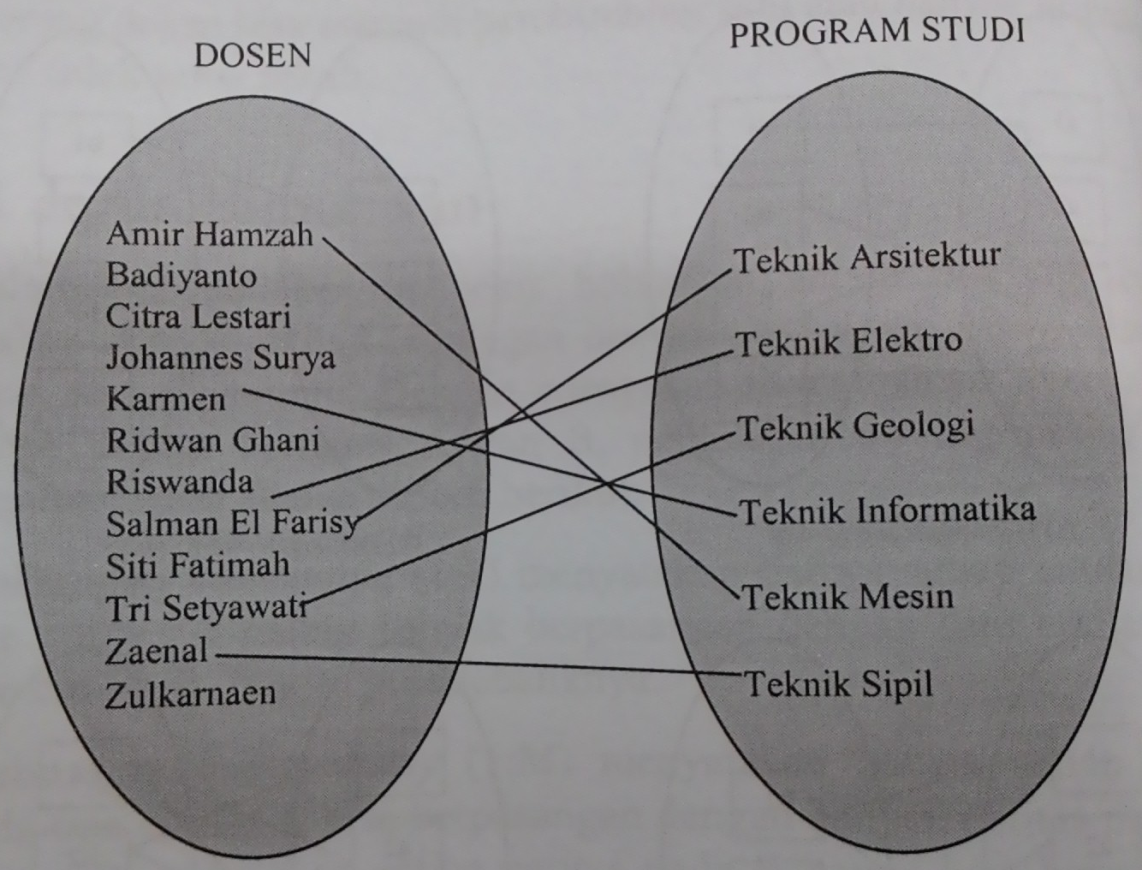 DOSEN
Amir Hamzah
Badiyanto
Citra Lestari
Johannes Surya
Karmen
Ridwan Ghani
Riswanda
Salman El Farisy
Siti Fatimah
Tri Setyawati
Zaenal
Zulkarnaen
PROGRAM STUDI
Teknik Arsitektur
Teknik Elektro
Teknik Geologi
Teknik Informatika
Teknik Mesin
Teknik Sipil